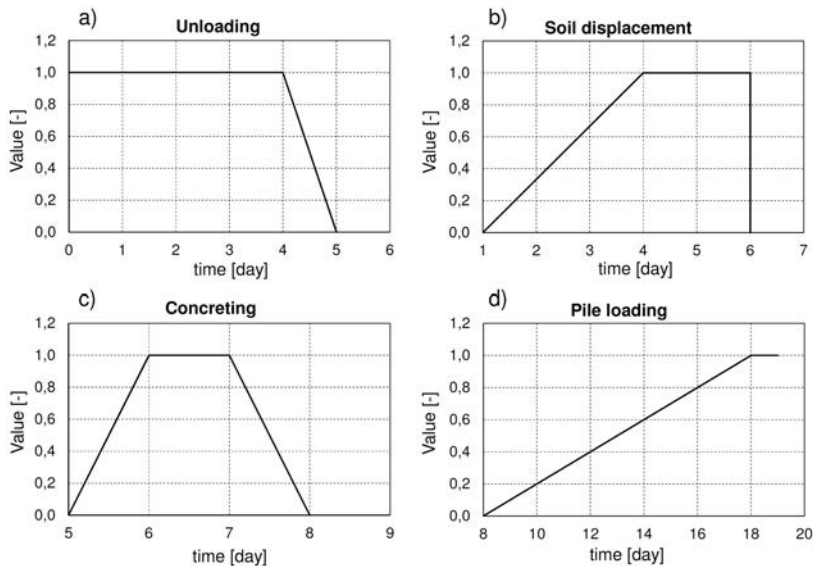 a)
Unloading
1,2
1,0
0,8
0,6
0,4
0,2
0,0
Value [-]
0 1 2 3 4 5 6
time [day]
b)
Soil displacement
1,2
1,0
0,8
0,6
0,4
0,2
0,0
Value [-]
1 2 3 4 5 6 7
time [day]
c)
Concreting
1,2
1,0
0,8
0,6
0,4
0,2
0,0
Value [-]
5 6 7 8 9
time [day]
d)
Pile loading
1,2
1,0
0,8
0,6
0,4
0,2
0,0
Value [-]
8 10 12 14 16 18 20
time [day]